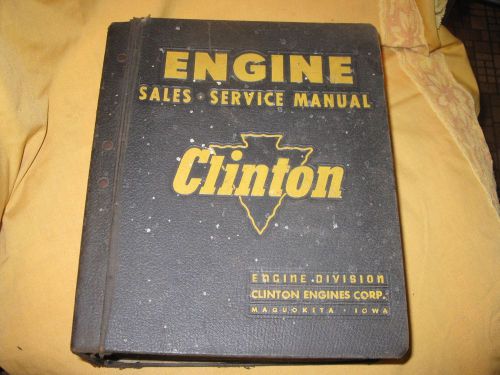 ENGINE
SALES • SERVICE MANUAL
Clinton
ENGINE • DIVISION
CLINTON ENGINES CORP.
MAQUOKETA • IOWA